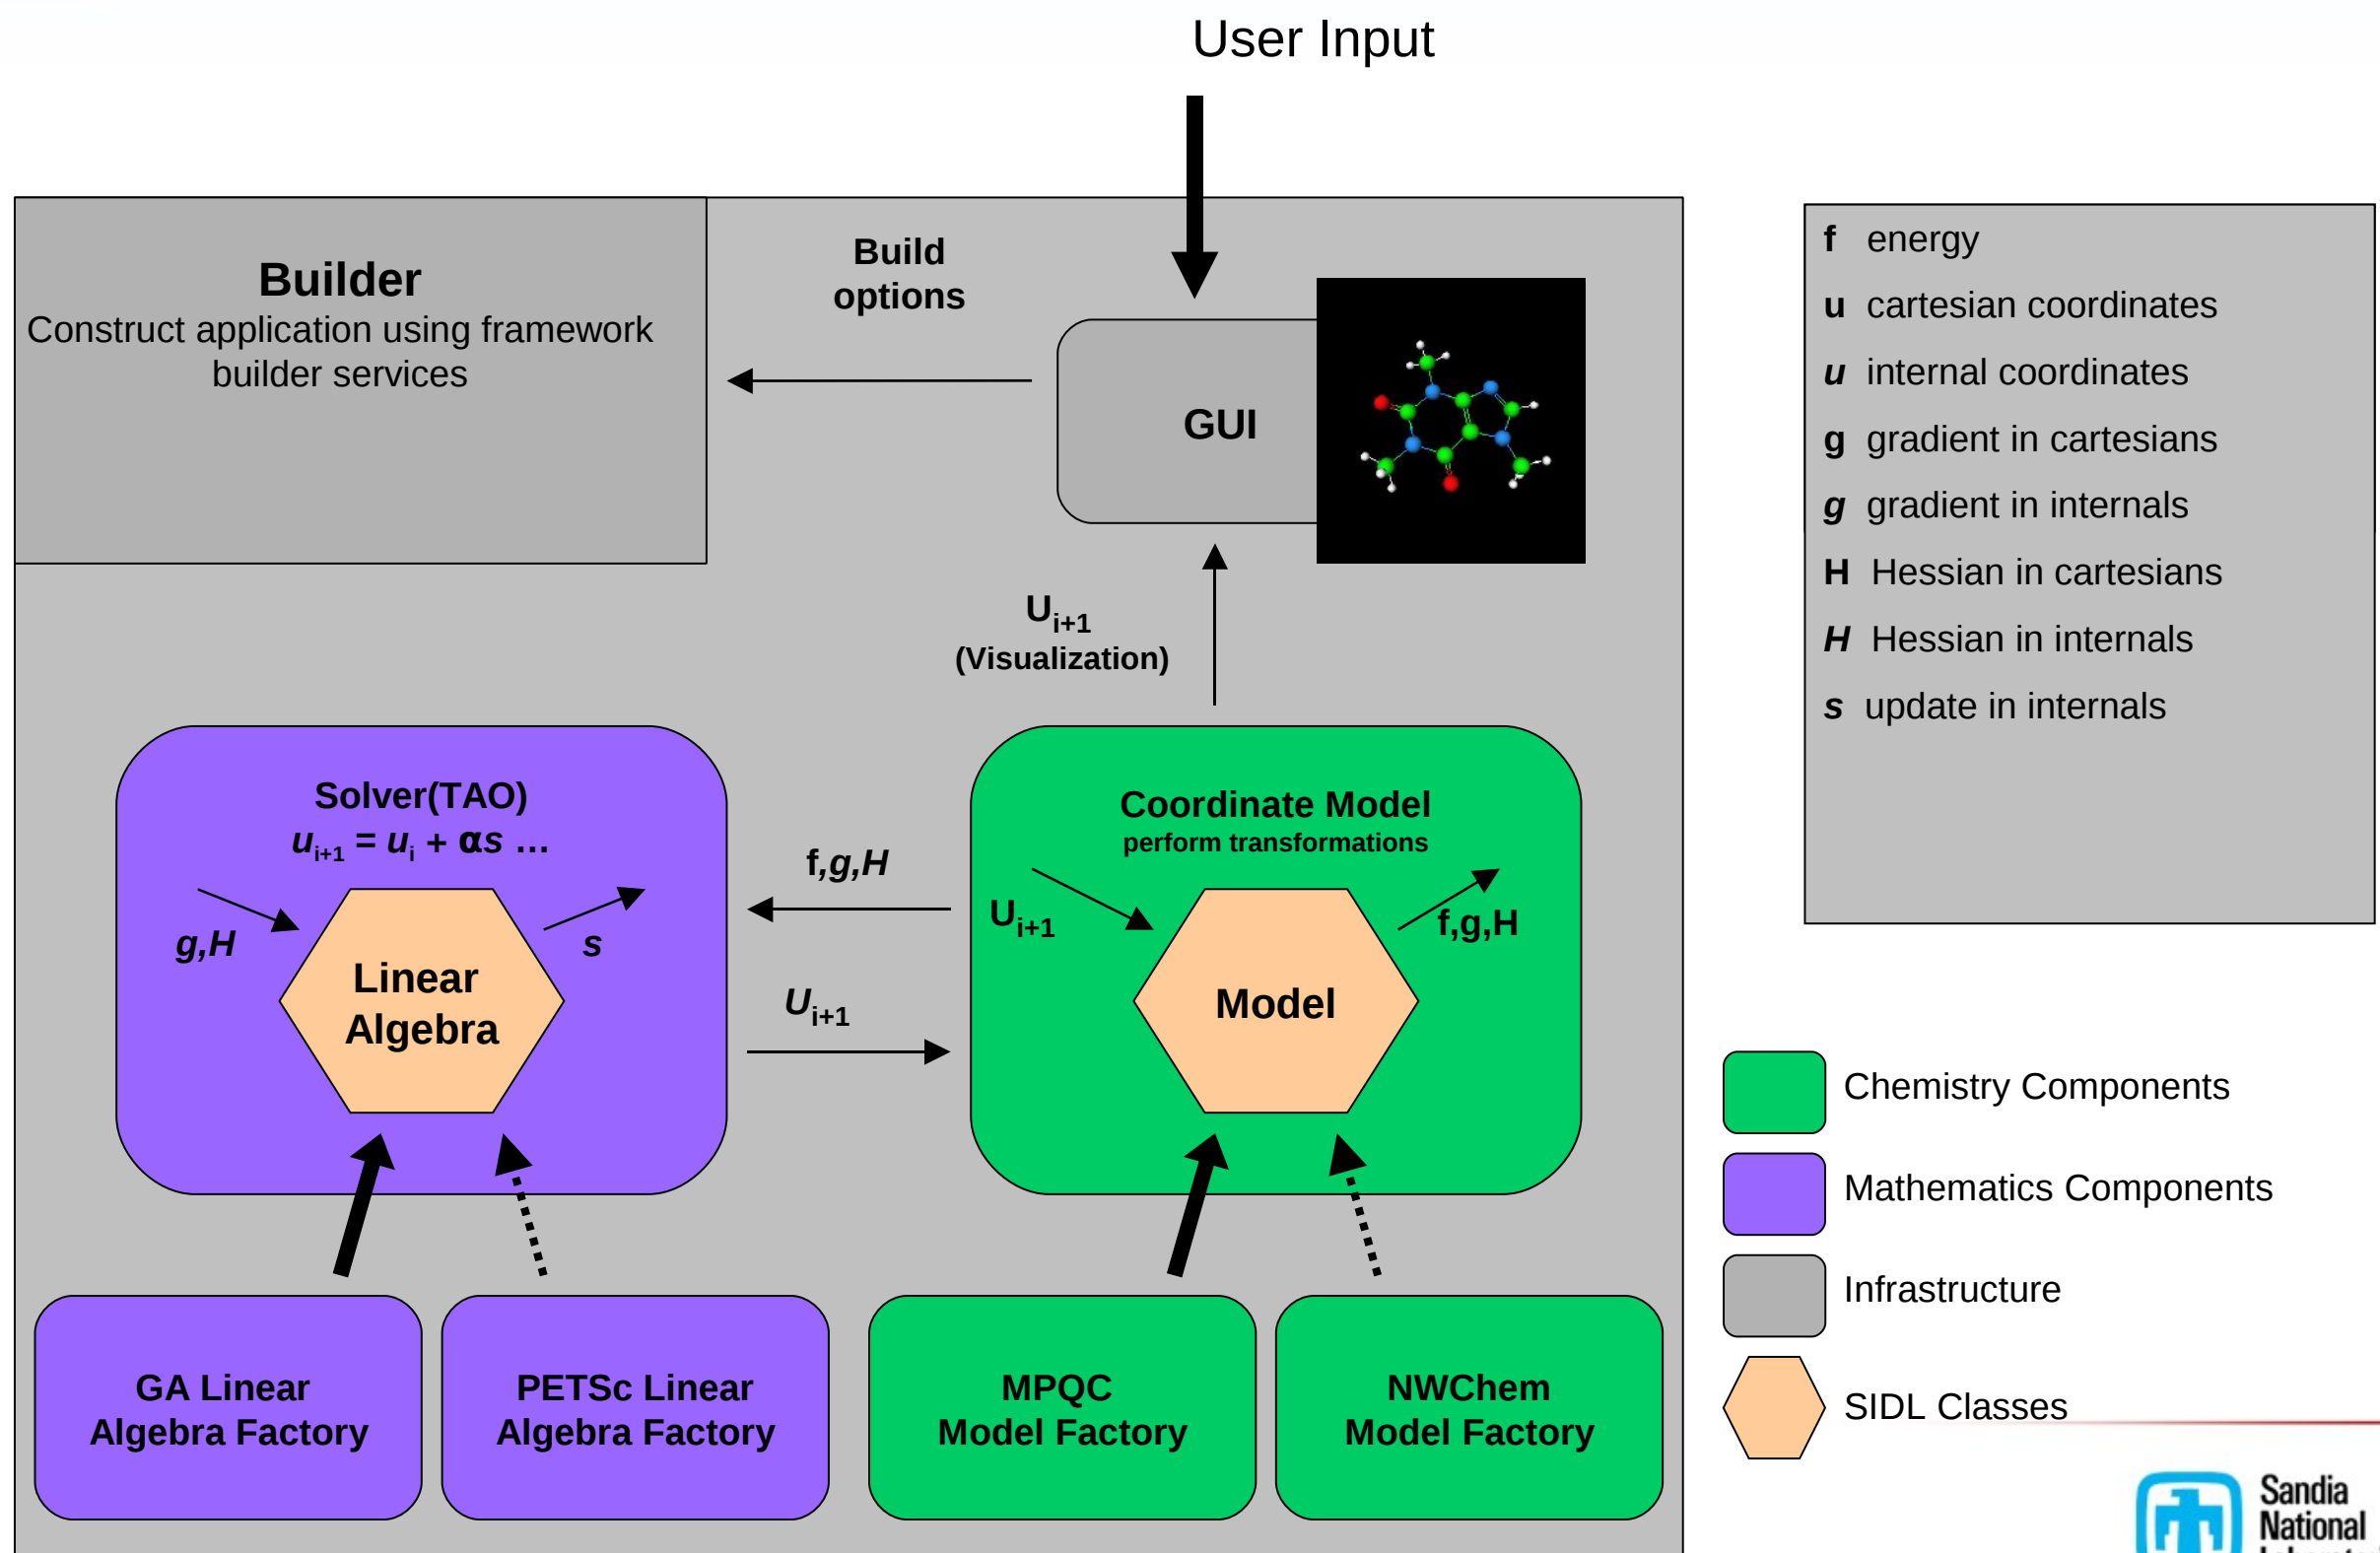 User Input
Builder
Construct application using framework
builder services
Build
options
GUI
f energy
u cartesian coordinates
u internal coordinates
g gradient in cartesians
g gradient in internals
H Hessian in cartesians
H Hessian in internals
s update in internals
Ui+1
(Visualization)
Solver(TAO)
ui+1 = ui + αs ...
g,H
s
Linear
Algebra
f,g,H
Ui+1
Coordinate Model
perform transformations
Ui+1
f,g,H
Model
GA Linear
Algebra Factory
PETSc Linear
Algebra Factory
MPQC
Model Factory
NWChem
Model Factory
Chemistry Components
Mathematics Components
Infrastructure
SIDL Classes
Sandia
National